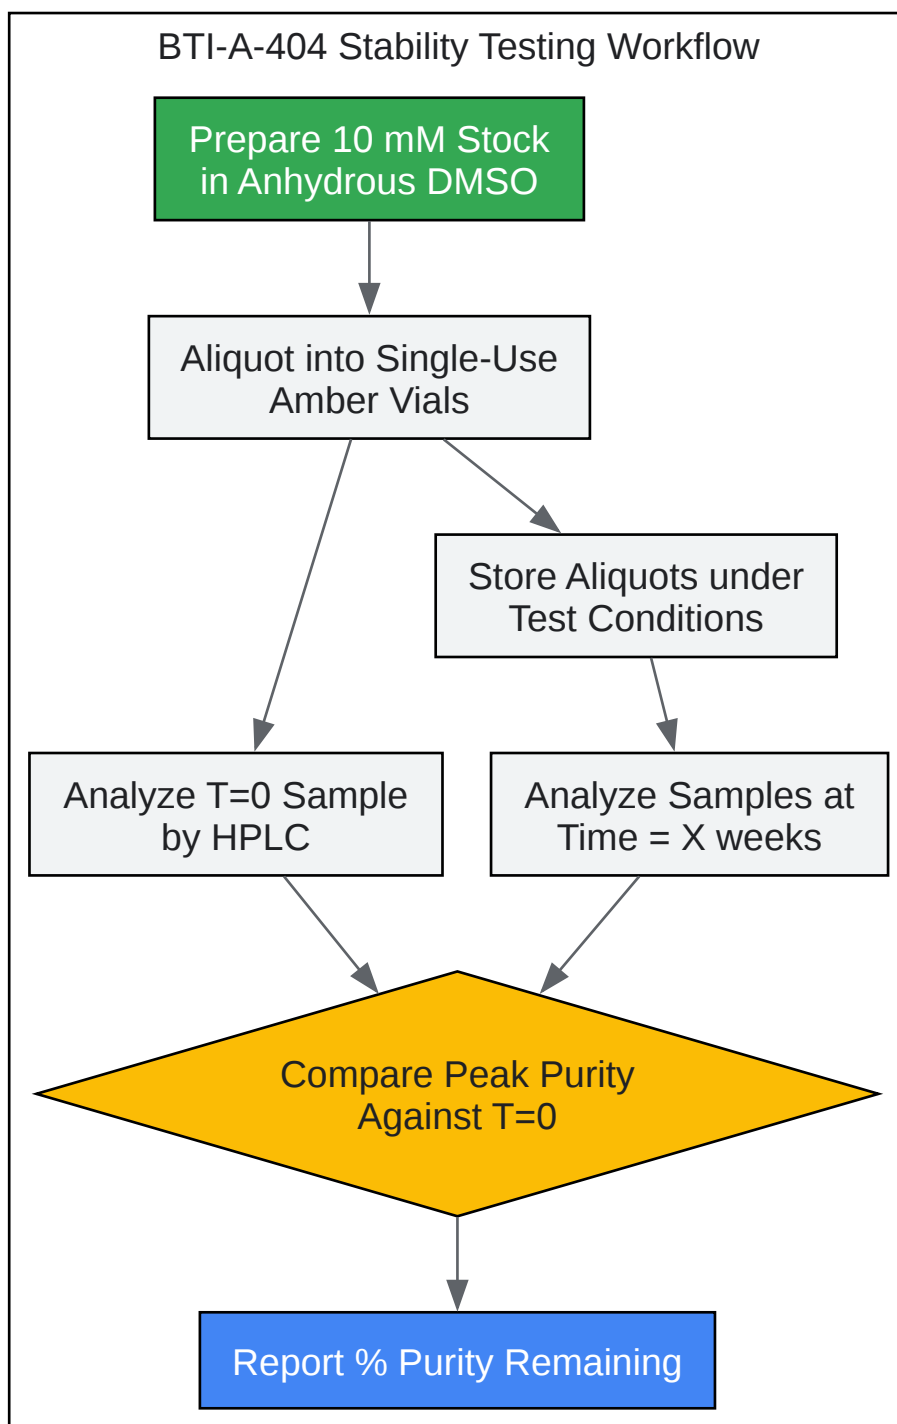 BTI-A-404 Stability Testing Workflow
Prepare 10 mM Stock
in Anhydrous DMSO
Aliquot into Single-Use
Amber Vials
Store Aliquots under
Test Conditions
Analyze T=0 Sample
by HPLC
Analyze Samples at
Time = X weeks
Compare Peak Purity
Against T=0
Report % Purity Remaining